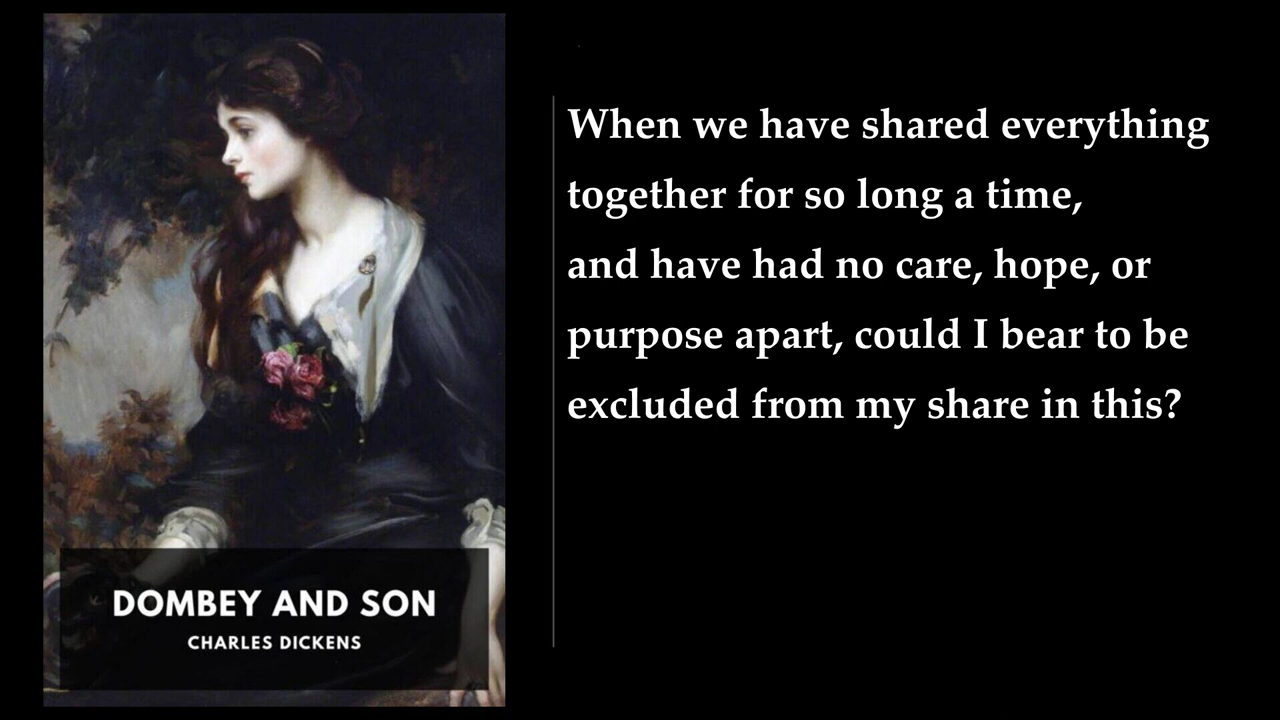 When we have shared everything
together for so long a time,
and have had no care, hope, or
purpose apart, could I bear to be
excluded from my share in this?
DOMBEY AND SON
CHARLES DICKENS